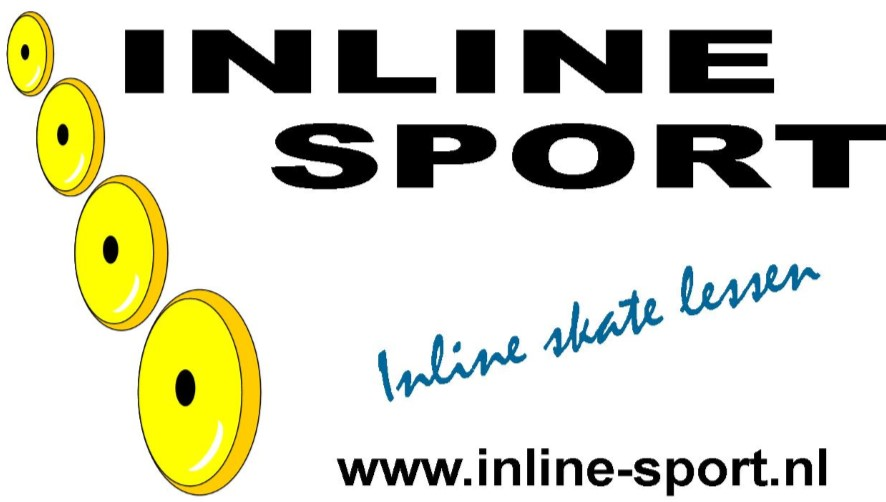 INLINE
SPORT
Inline skate lessen
www.inline-sport.nl